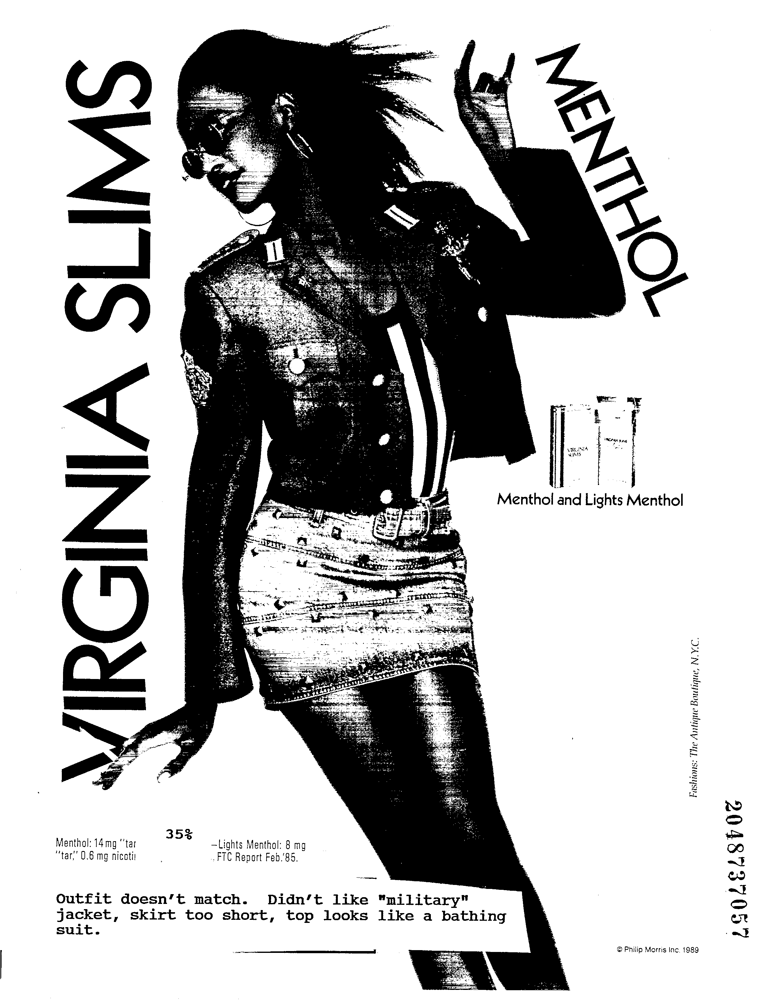 VIRGINIA SLIMS
MENTHOL
VIRGINIA
SLIMS
Menthol and Lights Menthol
Fashions: The Antique Boutique, N.Y.C.
2048737057
35%
Menthol: 14 mg "tar
"tar," 0.6 mg nicoti
—Lights Menthol: 8 mg
. FTC Report Feb.'85.
Outfit doesn't match. Didn't like "military"
jacket, skirt too short, top looks like a bathing
suit.
© Philip Morris Inc. 1989